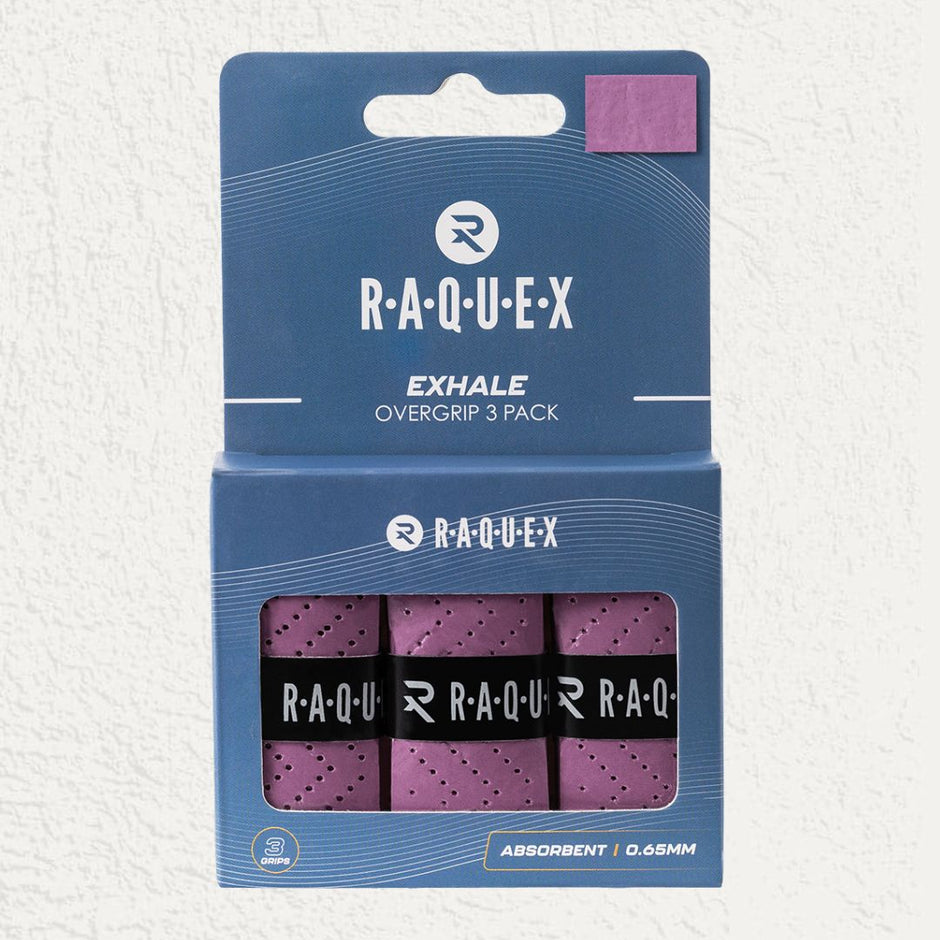 R·A·Q·U·E·X
EXHALE
OVERGRIP 3 PACK
R·A·Q·U·E·X
R·A·Q·U
R R·A·Q·U
R R·A·Q·
3
GRIPS
ABSORBENT | 0.65MM